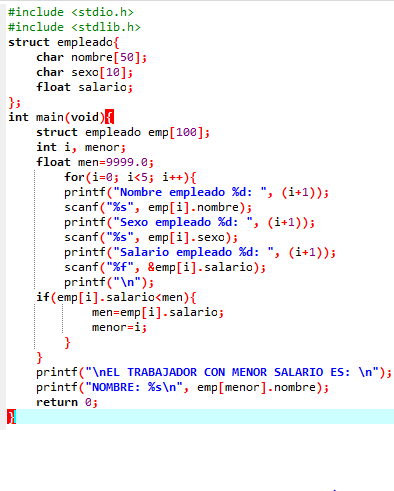 #include <stdio.h>
#include <stdlib.h>
struct empleado{
    char nombre[50];
    char sexo[10];
    float salario;
};
int main(void){
    struct empleado emp[100];
    int i, menor;
    float men=9999.0;
        for(i=0; i<5; i++){
        printf("Nombre empleado %d: ", (i+1));
        scanf("%s", emp[i].nombre);
        printf("Sexo empleado %d: ", (i+1));
        scanf("%s", emp[i].sexo);
        printf("Salario empleado %d: ", (i+1));
        scanf("%f", &emp[i].salario);
        printf("\n");
    if(emp[i].salario<men){
            men=emp[i].salario;
            menor=i;
        }
    }
    printf("\nEL TRABAJADOR CON MENOR SALARIO ES: \n");
    printf("NOMBRE: %s\n", emp[menor].nombre);
    return 0;
}